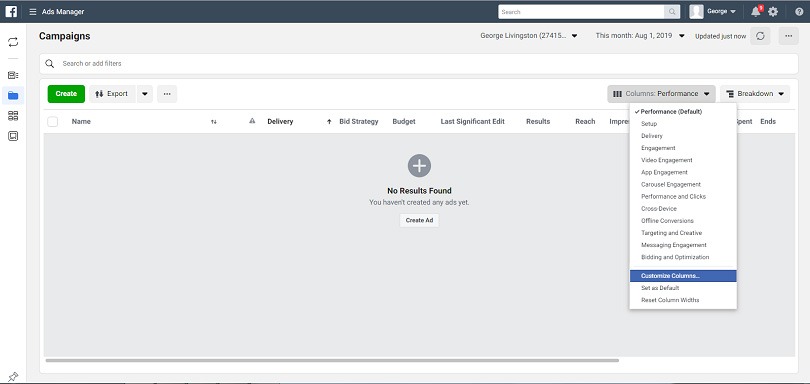 Ads Manager
Search
George
9
Campaigns
George Livingston (27415...
This month: Aug 1, 2019
Updated just now
Search or add filters
Create
Export
Columns: Performance
Breakdown
Name
Delivery
Bid Strategy
Budget
Last Significant Edit
Results
Reach
Impres
Spent
Ends
Performance (Default)
Setup
Delivery
Engagement
Video Engagement
App Engagement
Carousel Engagement
Performance and Clicks
Cross-Device
Offline Conversions
Targeting and Creative
Messaging Engagement
Bidding and Optimization
Customize Columns...
Set as Default
Reset Column Widths
No Results Found
You haven't created any ads yet.
Create Ad